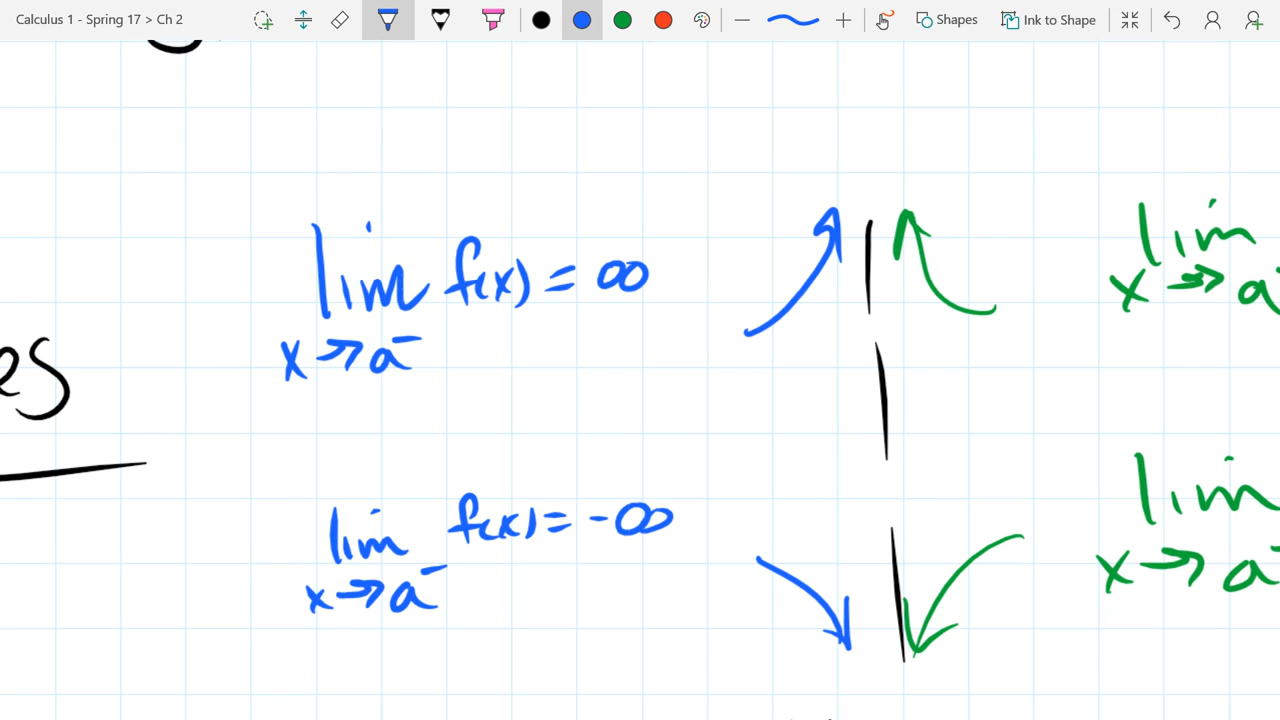 Calculus 1 - Spring 17 > Ch 2
Shapes
Ink to Shape
lim f(x) = ∞
x → a⁻
lim
x → a
es
lim f(x) = -∞
x → a⁻
lim
x → a